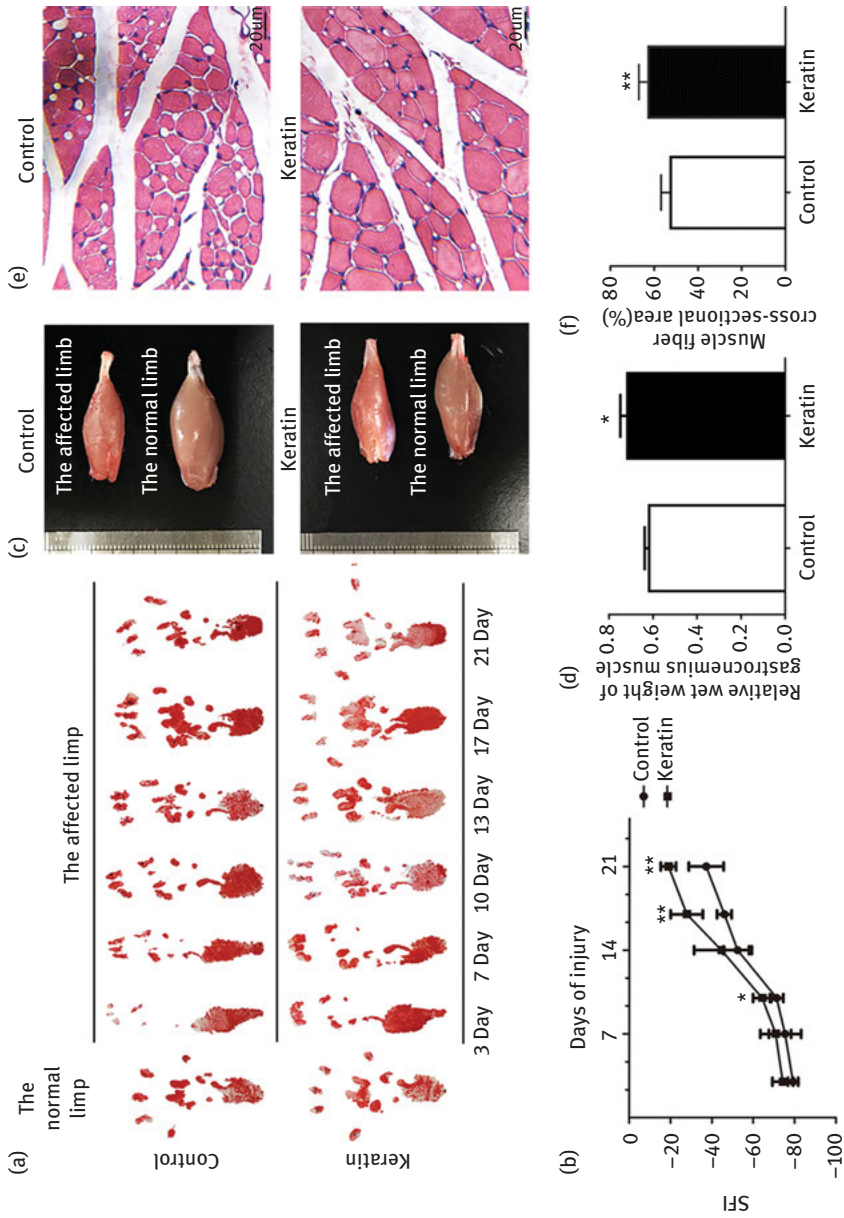 (a)
The
normal
limp
The affected limp
Control
Keratin
3 Day
7 Day
10 Day
13 Day
17 Day
21 Day
(b)
Days of injury
7
14
21
0
−20
−40
−60
−80
−100
SFI
*
**
**
Control
Keratin
(c)
Control
The affected limb
The normal limb
Keratin
The affected limb
The normal limb
(d)
Relative wet weight of
gastrocnemius muscle
0.8
0.6
0.4
0.2
0.0
*
Control
Keratin
(e)
Control
20um
Keratin
20um
(f)
Muscle fiber
cross-sectional area(%)
80
60
40
20
0
**
Control
Keratin